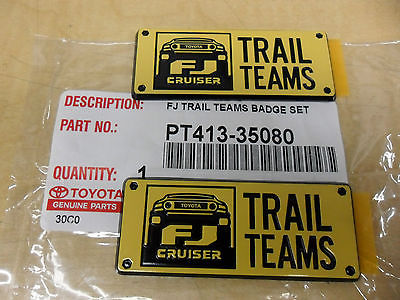 TOYOTA
FJ
CRUISER
TRAIL
TEAMS
DESCRIPTION: FJ TRAIL TEAMS BADGE SET
PART NO.: PT413-35080
QUANTITY: 1
TOYOTA
GENUINE PARTS
30C0
TOYOTA
FJ
CRUISER
TRAIL
TEAMS